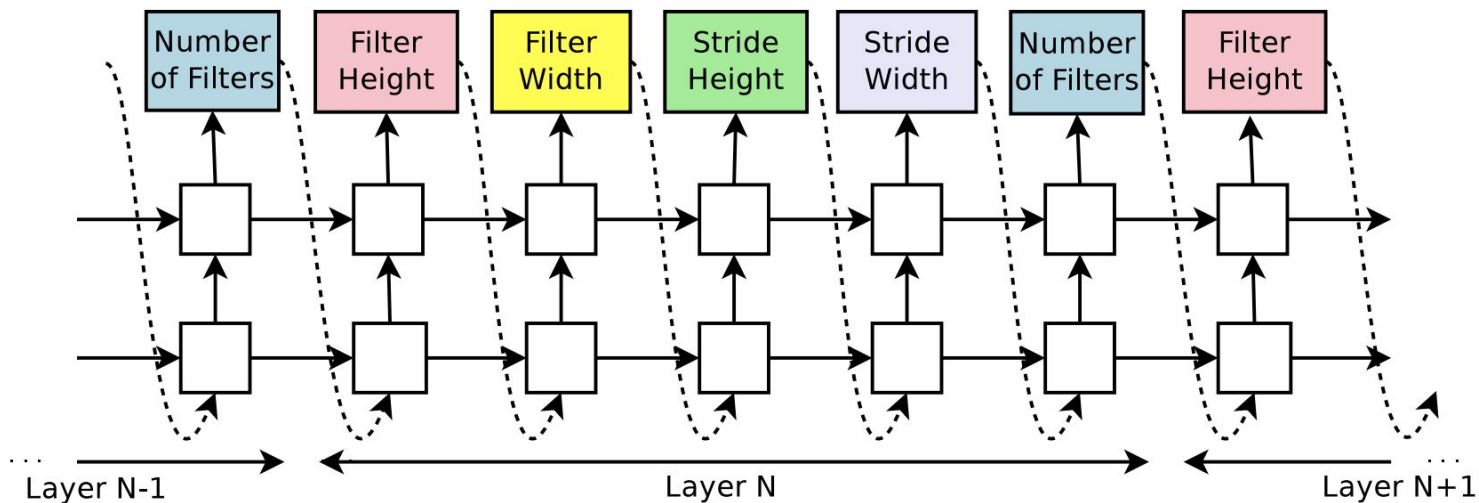 Number
of Filters
Filter
Height
Filter
Width
Stride
Height
Stride
Width
Number
of Filters
Filter
Height
. . .
Layer N-1
Layer N
Layer N+1
. . .